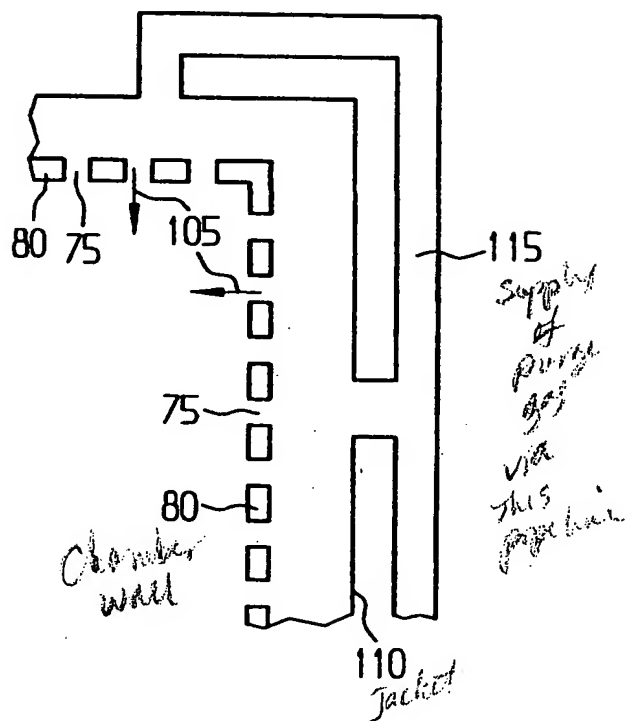 80
75
105
115
Supply
of
purge
gas
via
this
pipeline
75
80
Chamber
wall
110
Jacket